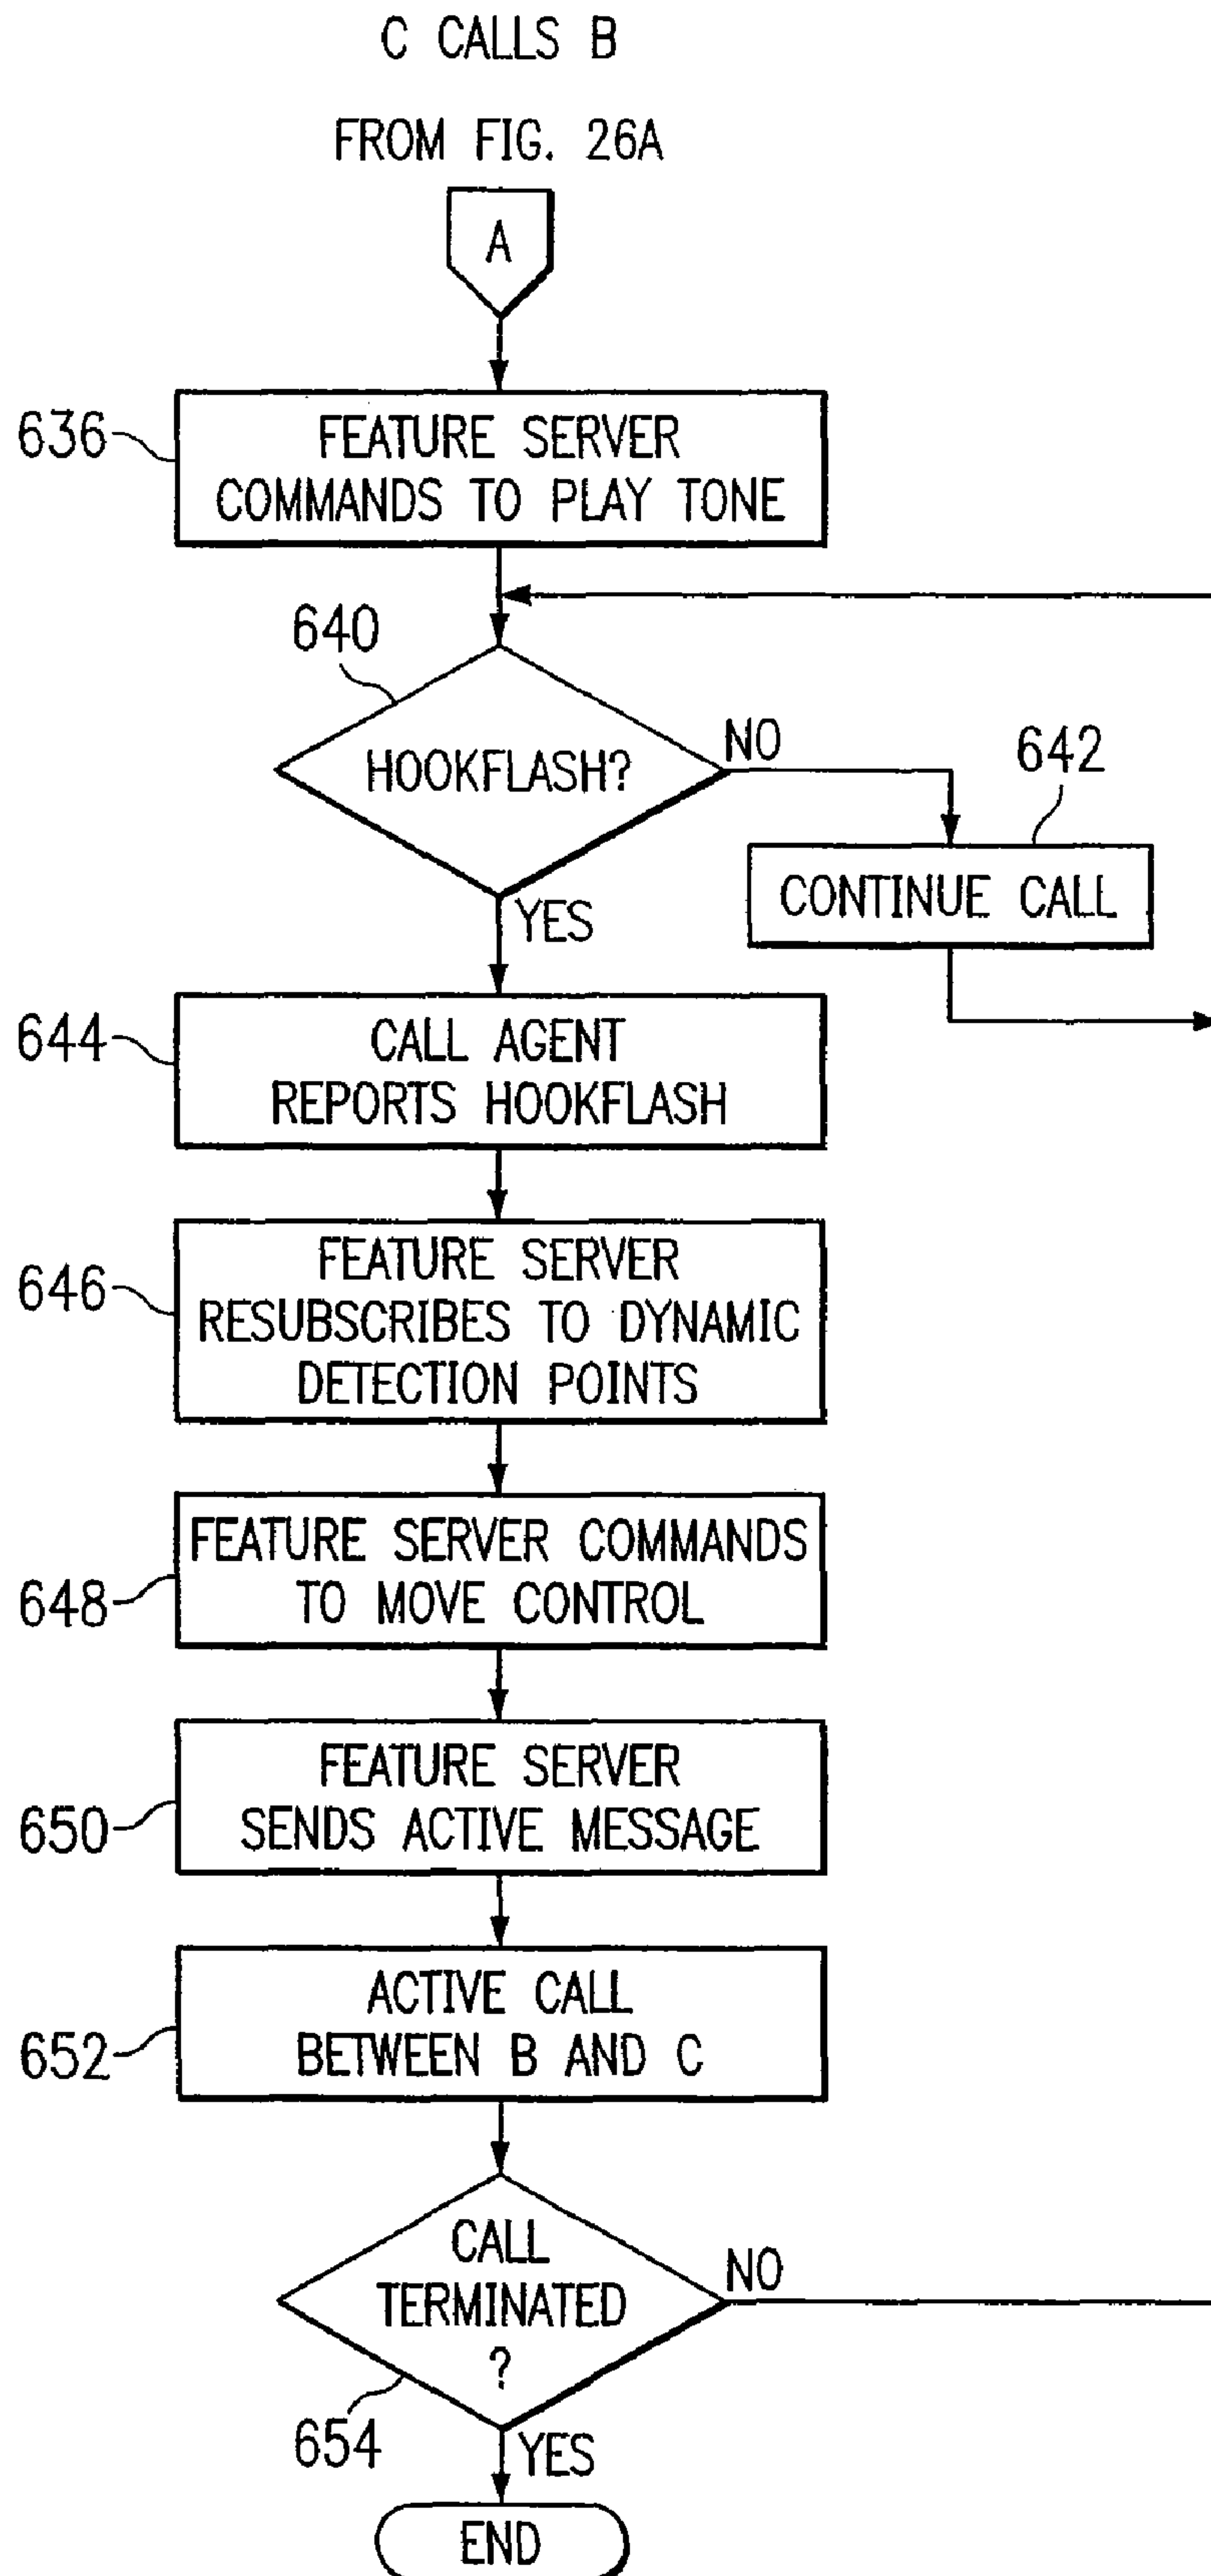 C CALLS B
FROM FIG. 26A
A
636
FEATURE SERVER
COMMANDS TO PLAY TONE
640
HOOKFLASH?
NO
642
CONTINUE CALL
YES
644
CALL AGENT
REPORTS HOOKFLASH
646
FEATURE SERVER
RESUBSCRIBES TO DYNAMIC
DETECTION POINTS
648
FEATURE SERVER COMMANDS
TO MOVE CONTROL
650
FEATURE SERVER
SENDS ACTIVE MESSAGE
652
ACTIVE CALL
BETWEEN B AND C
CALL
TERMINATED
?
NO
654
YES
END